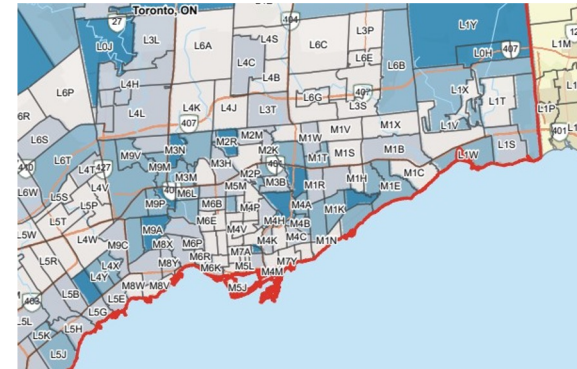 Toronto, ON
27
404
L0J
L3L
L6A
L4S
L6C
L3P
L1Y
L4C
L6E
L6B
L0H
407
L1M
L6P
L4H
L4B
L6G
407
L1X
L1T
L4L
L4K
L4J
L3T
L3S
L1V
L1P
L6S
407
M2R
M2M
M1W
M1V
M1X
401
L6T
M9V
M3N
M3H
M2K
M1T
M1S
M1B
L1W
L1S
L4T
427
M9M
M2P
401
L6W
L5S
L4V
M3M
M5M
M3B
M1R
M1H
M1E
M1C
L5P
M6L
L5T
M9P
M6B
M4P
M4A
M1K
L5W
L4W
M9A
M6E
M4V
M4H
M4B
M9C
M8X
M6P
M4K
M4C
M1N
L5R
L4X
M8Y
M6R
M7A
M7Y
L4Y
M6K
M5L
M4M
403
L5B
M8W
M8V
M5J
L5E
L5G
L5L
L5K
L5H
L5J